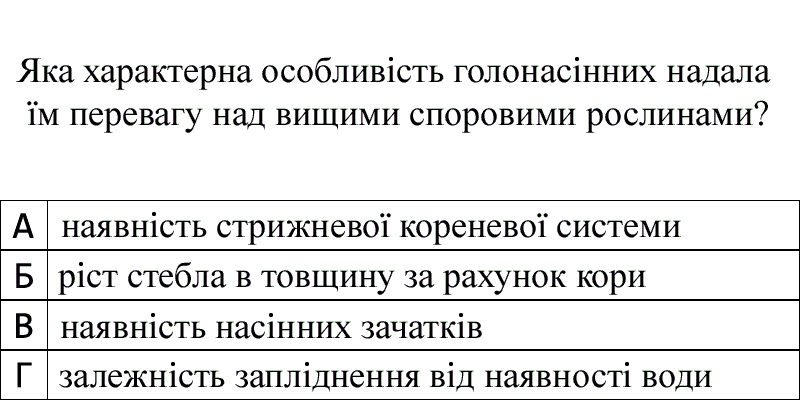 Яка характерна особливість голонасінних надала
їм перевагу над вищими споровими рослинами?
А наявність стрижневої кореневої системи
Б ріст стебла в товщину за рахунок кори
В наявність насінних зачатків
Г залежність запліднення від наявності води